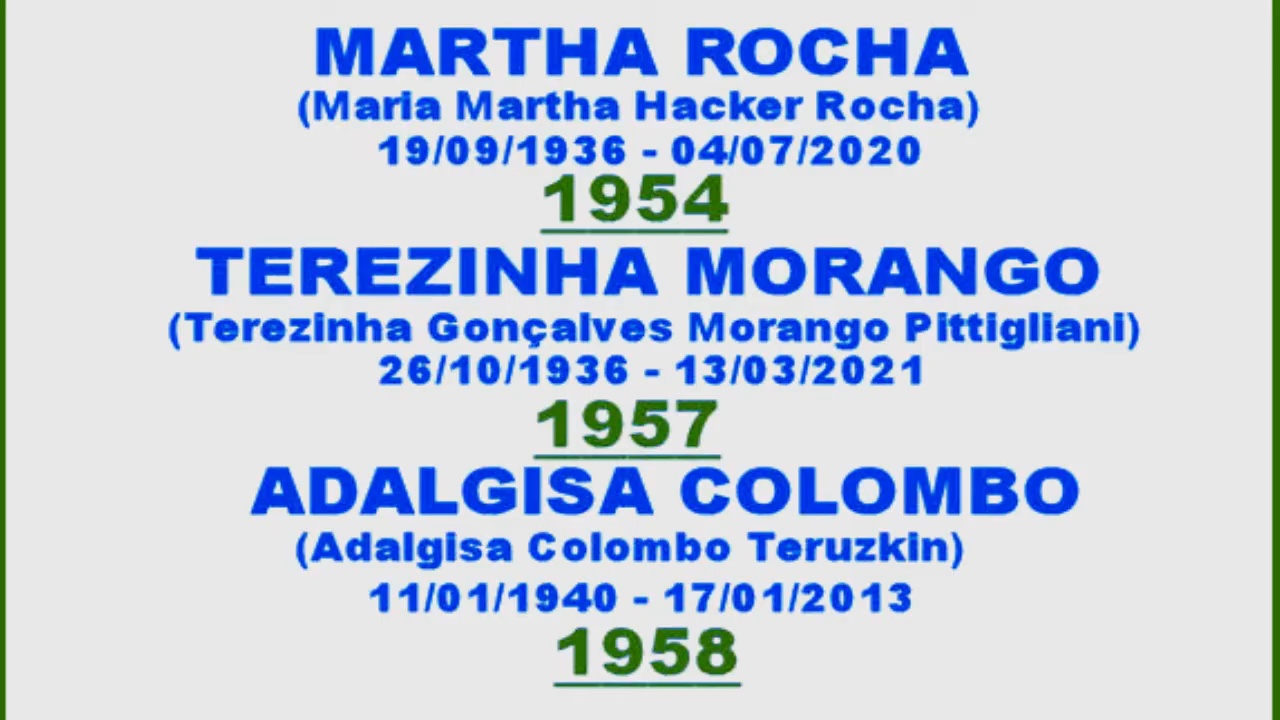 MARTHA ROCHA
(Maria Martha Hacker Rocha)
19/09/1936 - 04/07/2020
1954
TEREZINHA MORANGO
(Terezinha Gonçalves Morango Pittigliani)
26/10/1936 - 13/03/2021
1957
ADALGISA COLOMBO
(Adalgisa Colombo Teruzkin)
11/01/1940 - 17/01/2013
1958